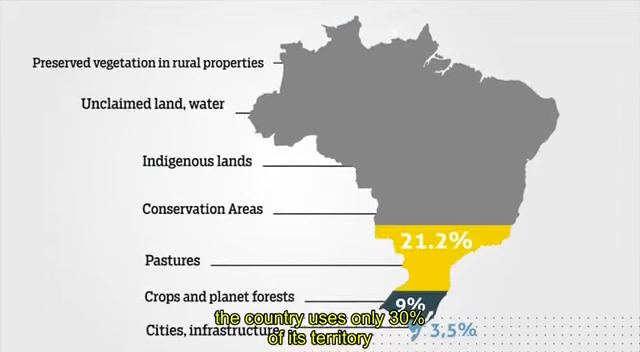 Preserved vegetation in rural properties
Unclaimed land, water
Indigenous lands
Conservation Areas
21.2%
Pastures
Crops and planet forests
9%
Cities, infrastructure
3,5%
the country uses only 30%
of its territory